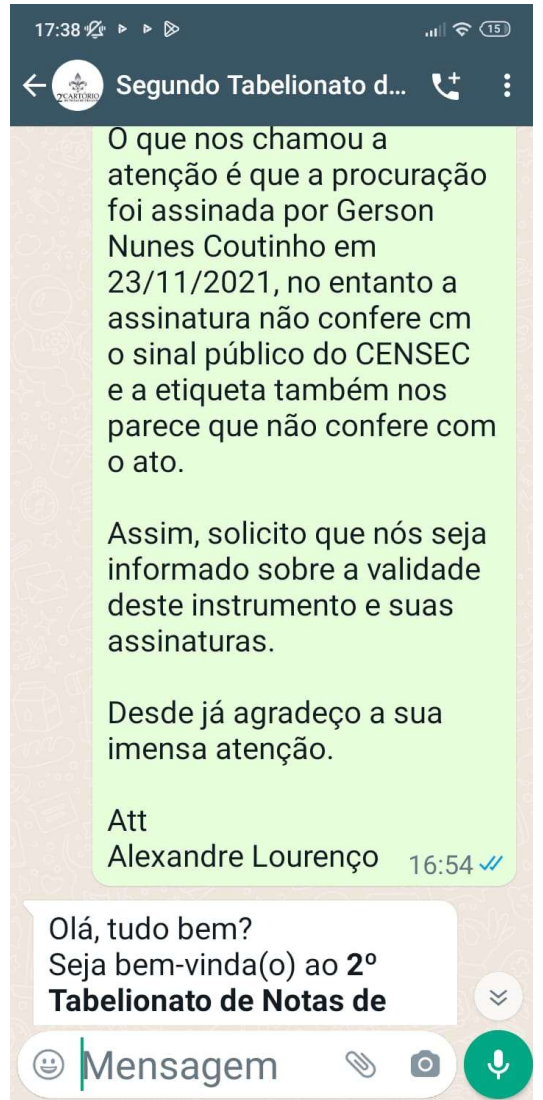 17:38
15
2ºCARTÓRIO
Segundo Tabelionato d...
O que nos chamou a
atenção é que a procuração
foi assinada por Gerson
Nunes Coutinho em
23/11/2021, no entanto a
assinatura não confere cm
o sinal público do CENSEC
e a etiqueta também nos
parece que não confere com
o ato.
Assim, solicito que nós seja
informado sobre a validade
deste instrumento e suas
assinaturas.
Desde já agradeço a sua
imensa atenção.
Att
Alexandre Lourenço
16:54
Olá, tudo bem?
Seja bem-vinda(o) ao 2º
Tabelionato de Notas de
Mensagem